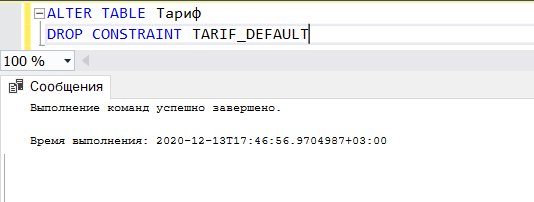 ALTER TABLE Тариф
DROP CONSTRAINT TARIF_DEFAULT
100 %
Сообщения
Выполнение команд успешно завершено.
Время выполнения: 2020-12-13T17:46:56.9704987+03:00